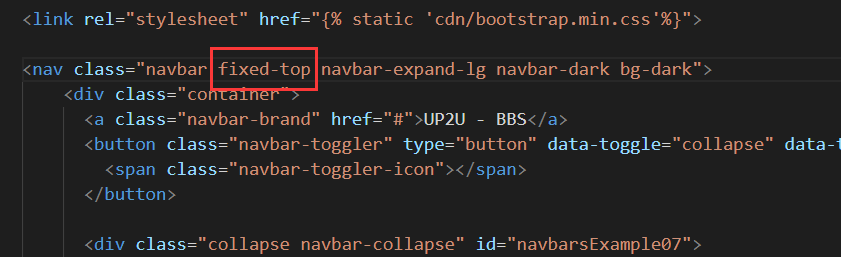 <link rel="stylesheet" href="{% static 'cdn/bootstrap.min.css'%}">
<nav class="navbar fixed-top navbar-expand-lg navbar-dark bg-dark">
<div class="container">
<a class="navbar-brand" href="#">UP2U - BBS</a>
<button class="navbar-toggler" type="button" data-toggle="collapse" data-t
<span class="navbar-toggler-icon"></span>
</button>
<div class="collapse navbar-collapse" id="navbarsExample07">